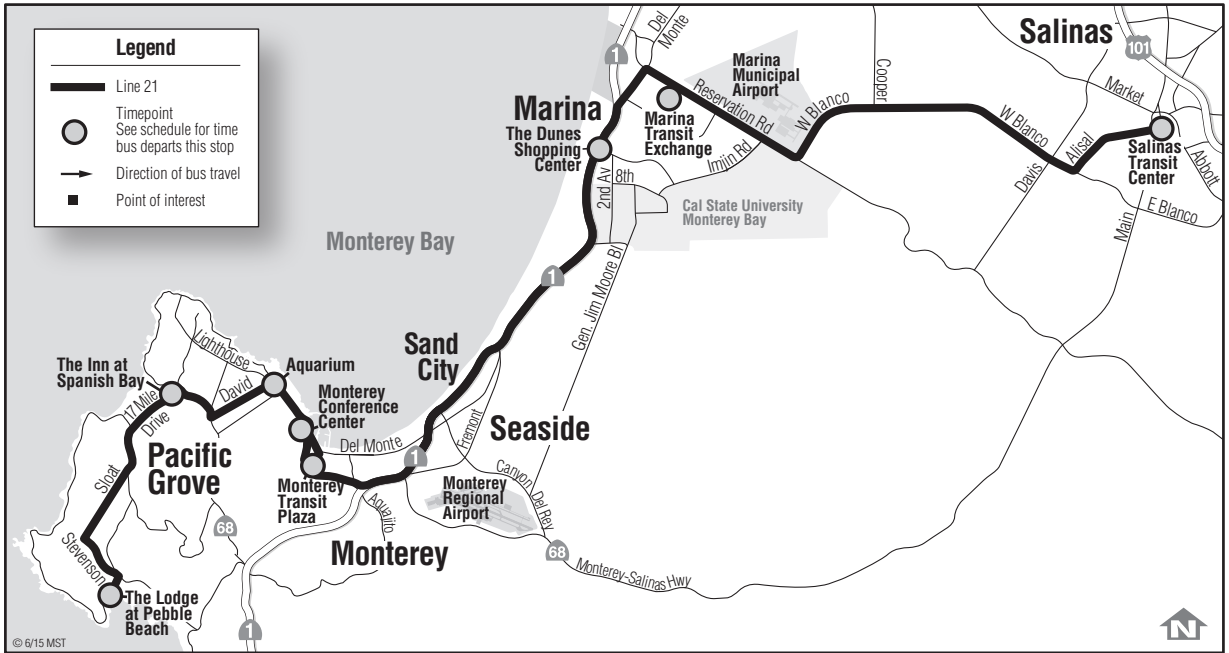 Legend
Line 21
Timepoint
See schedule for time
bus departs this stop
Direction of bus travel
Point of interest
Monterey Bay
1
Del
Monte
Marina
Municipal
Airport
Cooper
Salinas
101
Market
Marina
The Dunes
Shopping
Center
Marina
Transit
Exchange
Reservation Rd
W Blanco
W Blanco
Imjin Rd
8th
2nd Av
Cal State University
Monterey Bay
Davis
Alisal
Salinas
Transit
Center
Abbott
E Blanco
Main
1
Gen. Jim Moore Bl
Sand
City
Seaside
Fremont
Lighthouse
The Inn at
Spanish Bay
17 Mile
Drive
David
Aquarium
Monterey
Conference
Center
Del Monte
1
Pacific
Grove
Sloat
Monterey
Transit
Plaza
Aguajito
Monterey
Regional
Airport
Canyon Del Rey
68
68
Monterey-Salinas Hwy
Monterey
Stevenson
The Lodge
at Pebble
Beach
1
N
© 6/15 MST